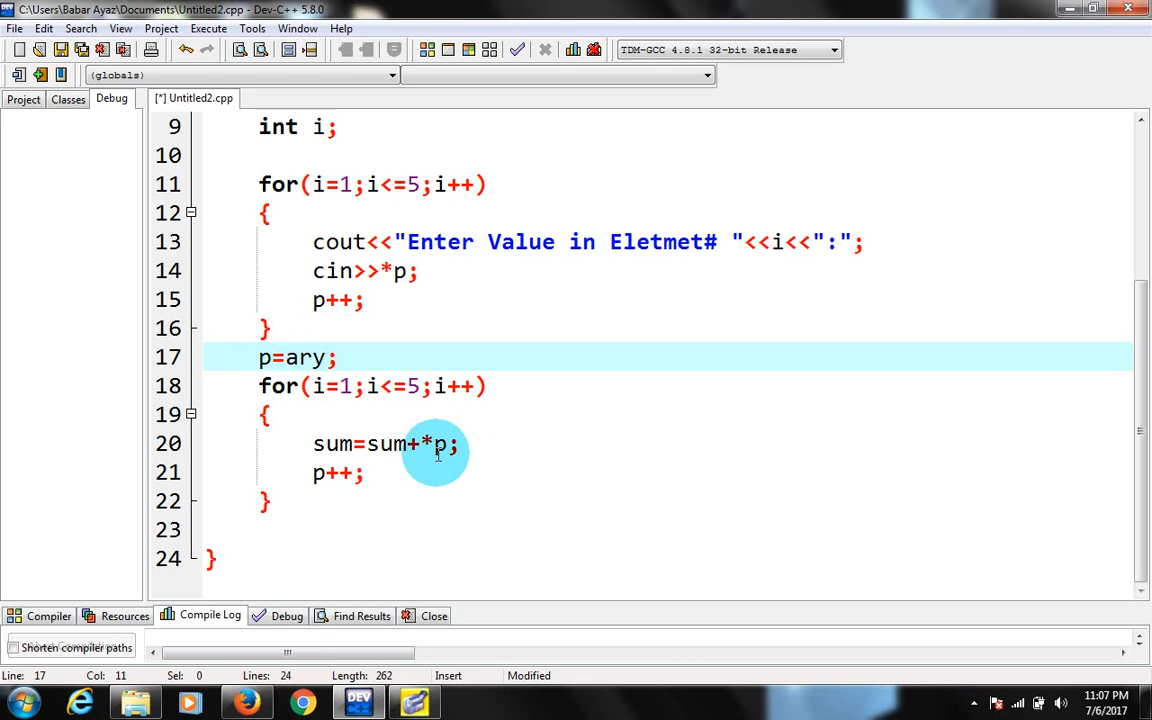 C:\Users\Babar Ayaz\Documents\Untitled2.cpp - Dev-C++ 5.8.0
File Edit Search View Project Execute Tools Window Help
TDM-GCC 4.8.1 32-bit Release
(globals)
Project Classes Debug [*] Untitled2.cpp
9 int i;
10
11 for(i=1;i<=5;i++)
12 {
13 cout<<"Enter Value in Eletmet# "<<i<<":";
14 cin>>*p;
15 p++;
16 }
17 p=ary;
18 for(i=1;i<=5;i++)
19 {
20 sum=sum+*p;
21 p++;
22 }
23
24 }
Compiler Resources Compile Log Debug Find Results Close
Shorten compiler paths
Line: 17 Col: 11 Sel: 0 Lines: 24 Length: 262 Insert Modified
DEV
11:07 PM
7/6/2017